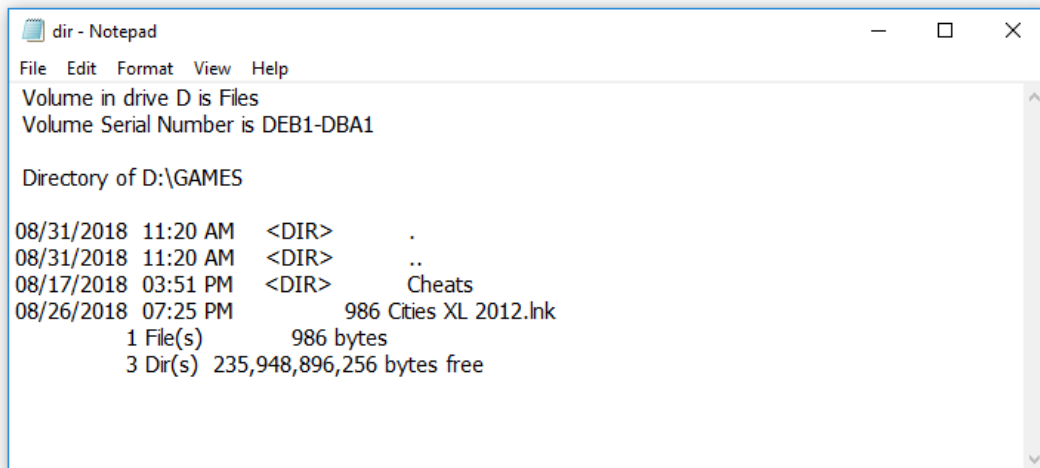 dir - Notepad
File Edit Format View Help
Volume in drive D is Files
Volume Serial Number is DEB1-DBA1
Directory of D:\GAMES
08/31/2018 11:20 AM <DIR> .
08/31/2018 11:20 AM <DIR> ..
08/17/2018 03:51 PM <DIR> Cheats
08/26/2018 07:25 PM 986 Cities XL 2012.lnk
1 File(s) 986 bytes
3 Dir(s) 235,948,896,256 bytes free